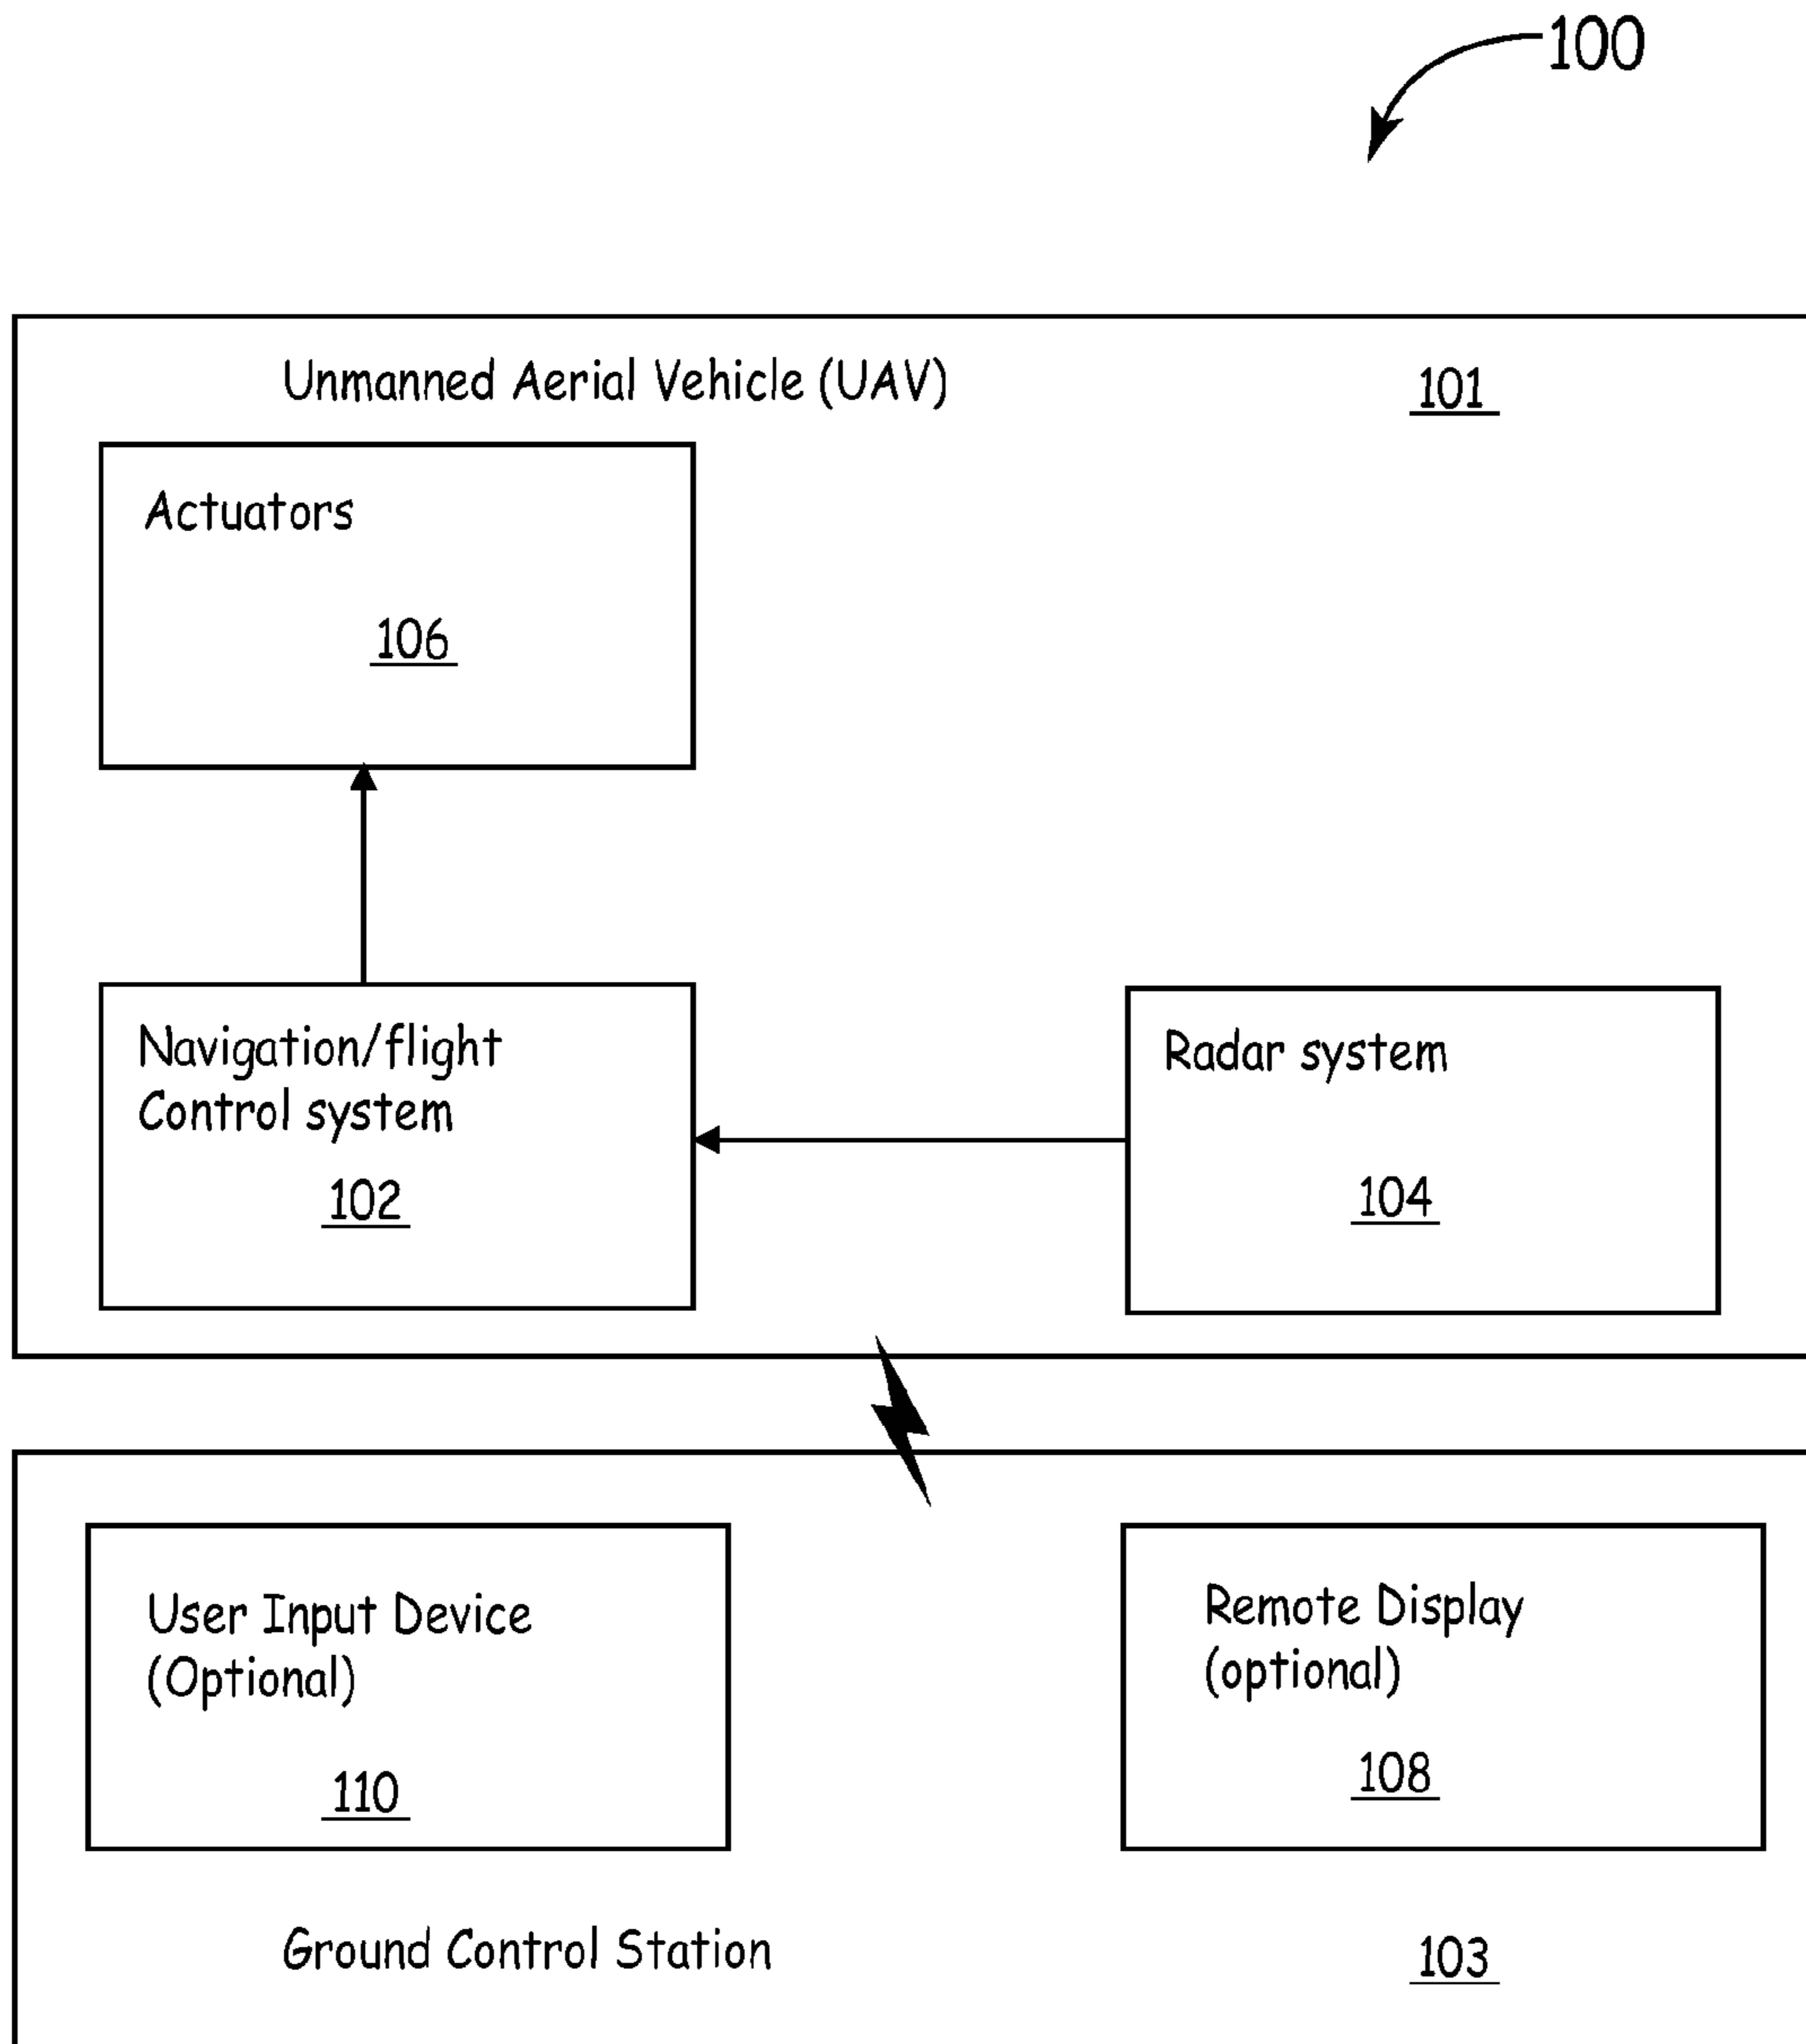 100
Unmanned Aerial Vehicle (UAV)
101
Actuators
106
Navigation/flight
Control system
102
Radar system
104
User Input Device
(Optional)
110
Remote Display
(optional)
108
Ground Control Station
103